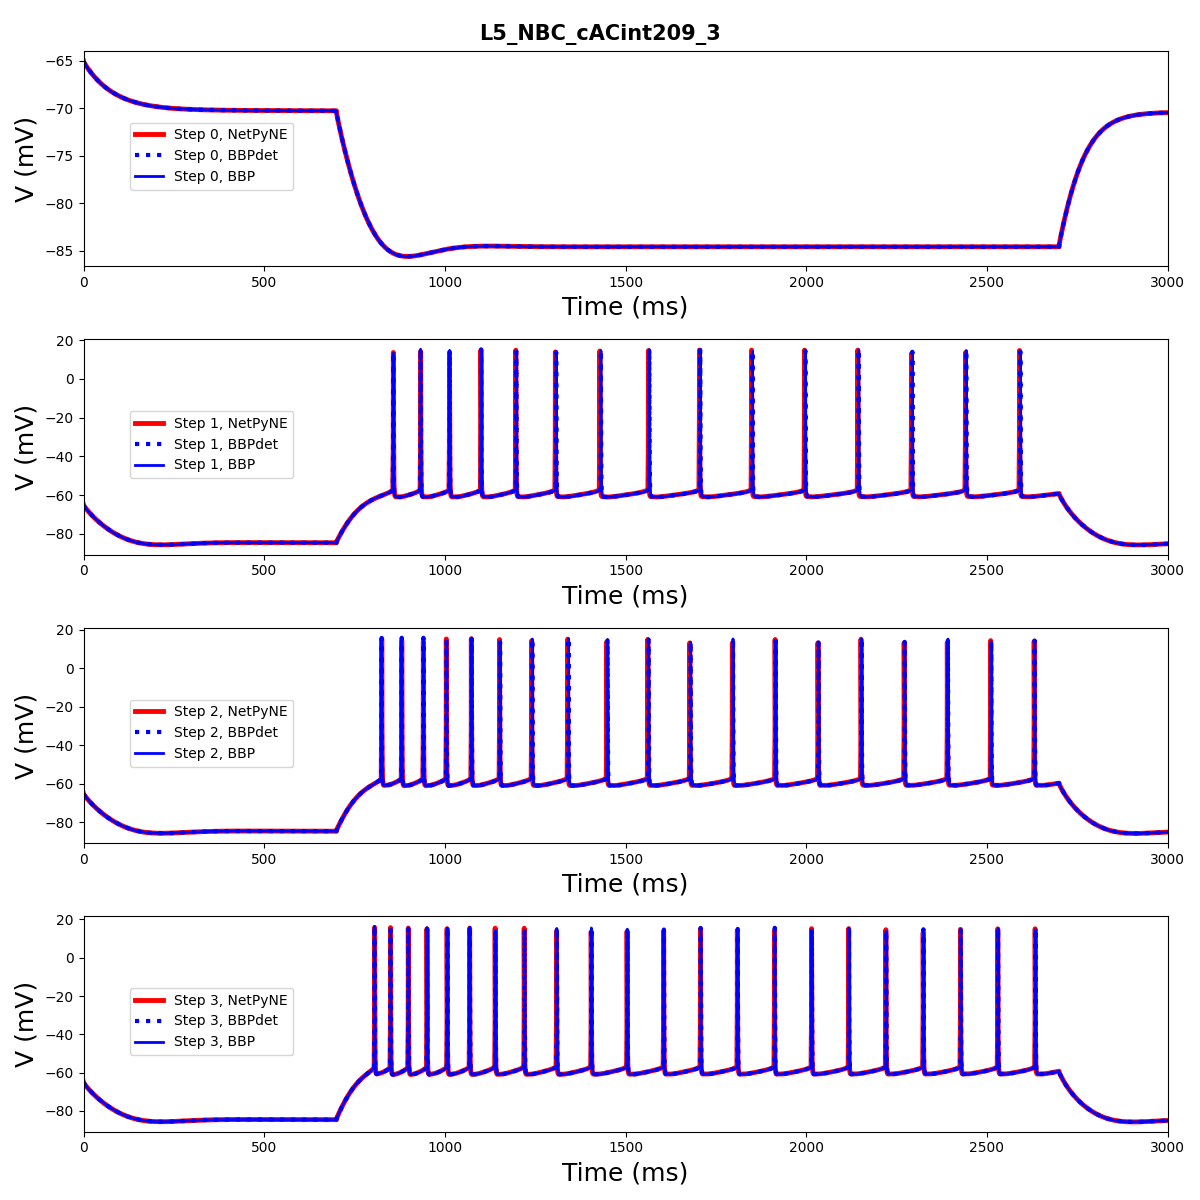 L5_NBC_cACint209_3
−65
−70
−75
−80
−85
V (mV)
Step 0, NetPyNE
Step 0, BBPdet
Step 0, BBP
0 500 1000 1500 2000 2500 3000
Time (ms)
20
0
−20
−40
−60
−80
V (mV)
Step 1, NetPyNE
Step 1, BBPdet
Step 1, BBP
0 500 1000 1500 2000 2500 3000
Time (ms)
20
0
−20
−40
−60
−80
V (mV)
Step 2, NetPyNE
Step 2, BBPdet
Step 2, BBP
0 500 1000 1500 2000 2500 3000
Time (ms)
20
0
−20
−40
−60
−80
V (mV)
Step 3, NetPyNE
Step 3, BBPdet
Step 3, BBP
0 500 1000 1500 2000 2500 3000
Time (ms)